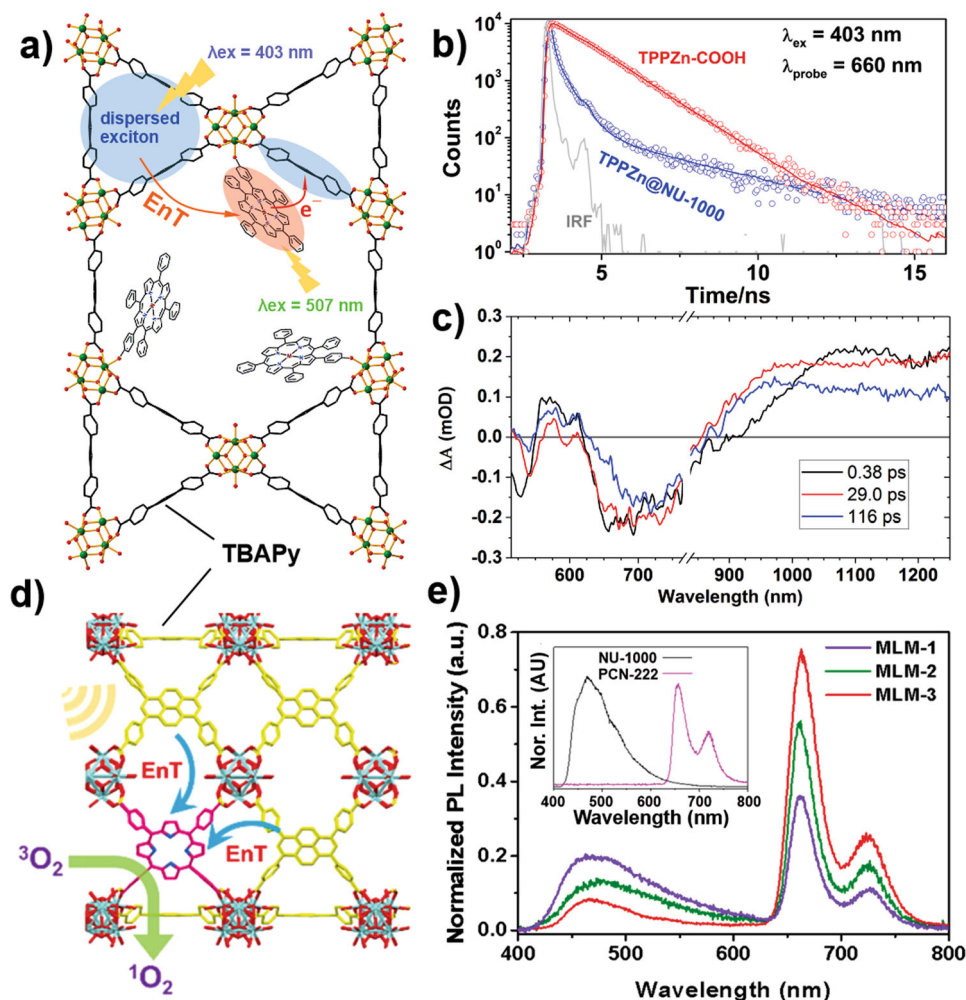 a)
λex = 403 nm
dispersed
exciton
EnT
e⁻
λex = 507 nm
TBAPy
b)
TPPZn-COOH
λex = 403 nm
λprobe = 660 nm
TPPZn@NU-1000
IRF
Counts
10⁴
10³
10²
10¹
10⁰
5
10
15
Time/ns
c)
ΔA (mOD)
0.3
0.2
0.1
0.0
-0.1
-0.2
-0.3
0.38 ps
29.0 ps
116 ps
600
700
900
1000
1100
1200
Wavelength (nm)
d)
EnT
EnT
³O₂
¹O₂
e)
Normalized PL Intensity (a.u.)
0.8
0.6
0.4
0.2
0.0
NU-1000
PCN-222
Nor. Int. (AU)
400 500 600 700 800
Wavelength (nm)
MLM-1
MLM-2
MLM-3
400
500
600
700
800
Wavelength (nm)